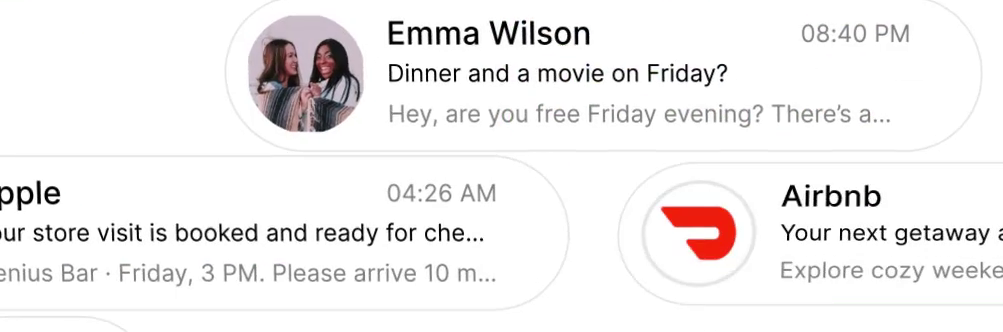 Emma Wilson 08:40 PM
Dinner and a movie on Friday?
Hey, are you free Friday evening? There’s a...
pple 04:26 AM
ur store visit is booked and ready for che...
enius Bar · Friday, 3 PM. Please arrive 10 m...
Airbnb
Your next getaway a
Explore cozy weeke